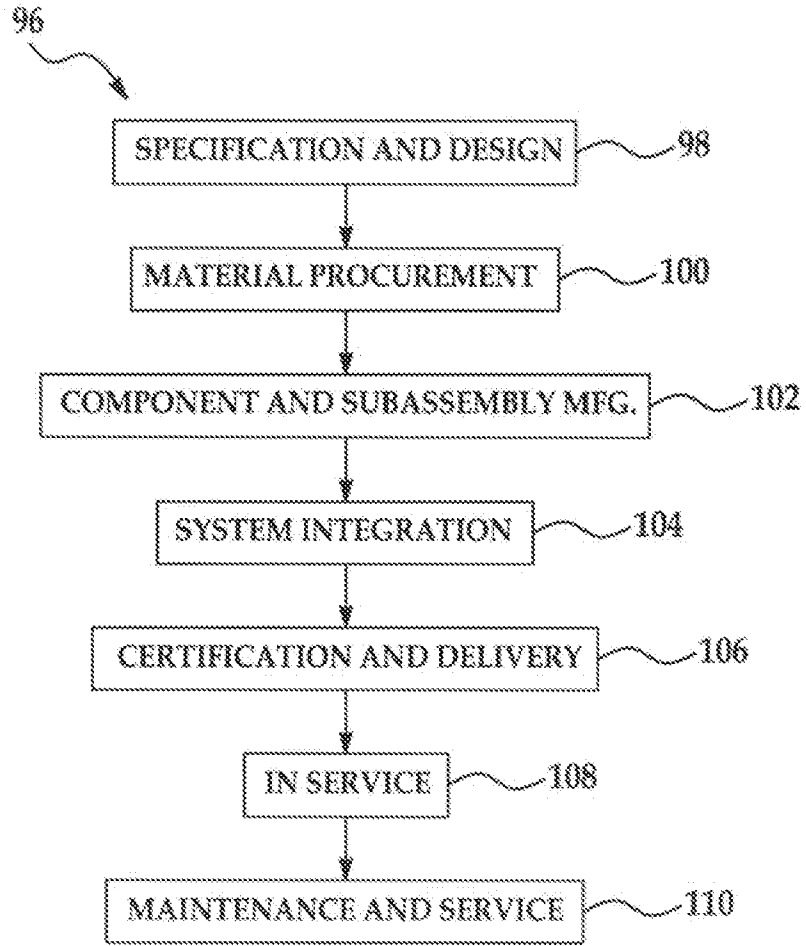 96
SPECIFICATION AND DESIGN 98
MATERIAL PROCUREMENT 100
COMPONENT AND SUBASSEMBLY MFG. 102
SYSTEM INTEGRATION 104
CERTIFICATION AND DELIVERY 106
IN SERVICE 108
MAINTENANCE AND SERVICE 110